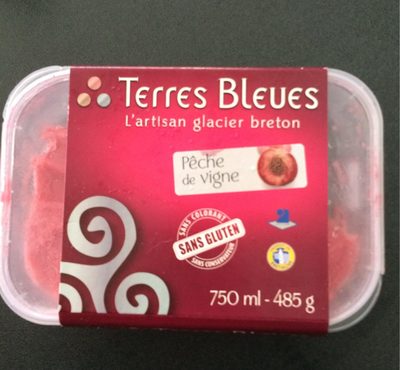 Terres Bleues
L'artisan glacier breton
Pêche
de vigne
SANS COLORANT
SANS GLUTEN
SANS CONSERVATEUR
750 ml - 485 g